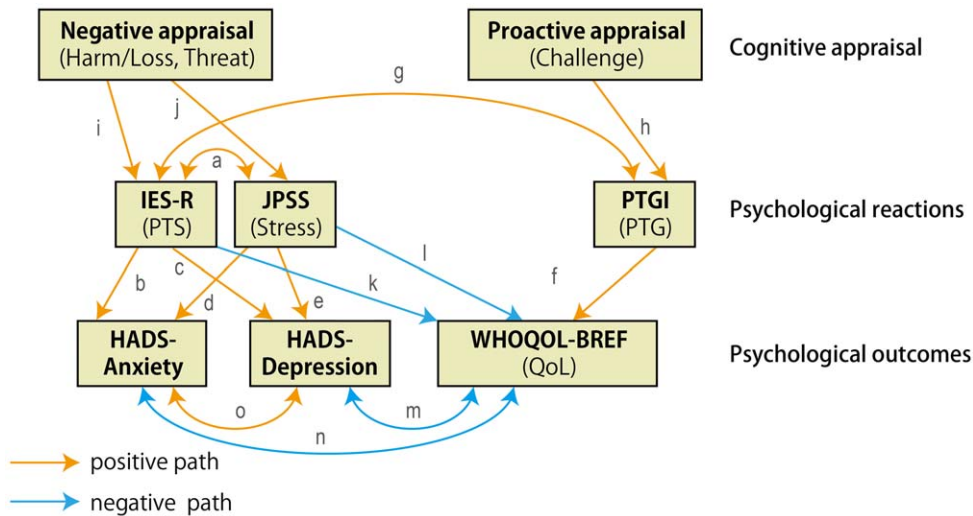 Negative appraisal
(Harm/Loss, Threat)
Proactive appraisal
(Challenge)
Cognitive appraisal
g
j
i
h
a
IES-R
(PTS)
JPSS
(Stress)
PTGI
(PTG)
Psychological reactions
l
c
b
k
f
d
e
HADS-
Anxiety
HADS-
Depression
WHOQOL-BREF
(QoL)
Psychological outcomes
o
m
n
positive path
negative path